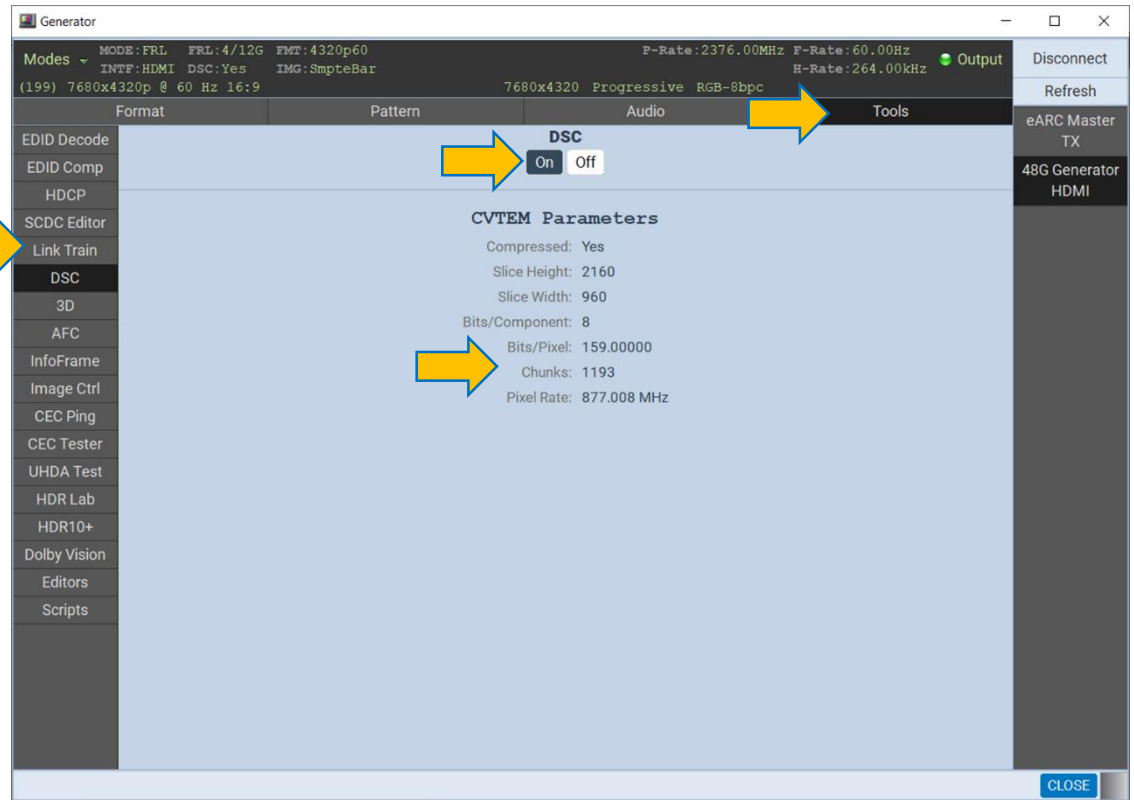 Generator
Modes
MODE:FRL FRL:4/12G FMT:4320p60 P-Rate:2376.00MHz F-Rate:60.00Hz
INTF:HDMI DSC:Yes IMG:SmpteBar H-Rate:264.00kHz
Output
(199) 7680x4320p @ 60 Hz 16:9 7680x4320 Progressive RGB-8bpc
Disconnect
Refresh
Format Pattern Audio Tools
eARC Master
TX
48G Generator
HDMI
EDID Decode
EDID Comp
HDCP
SCDC Editor
Link Train
DSC
3D
AFC
InfoFrame
Image Ctrl
CEC Ping
CEC Tester
UHDA Test
HDR Lab
HDR10+
Dolby Vision
Editors
Scripts
DSC
On Off
CVTEM Parameters
Compressed: Yes
Slice Height: 2160
Slice Width: 960
Bits/Component: 8
Bits/Pixel: 159.00000
Chunks: 1193
Pixel Rate: 877.008 MHz
CLOSE